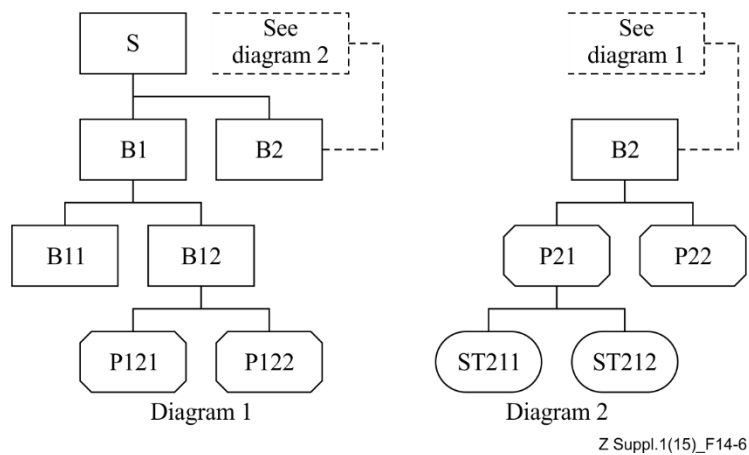 S
See
diagram 2
B1
B2
B11
B12
P121
P122
Diagram 1
See
diagram 1
B2
P21
P22
ST211
ST212
Diagram 2
Z Suppl.1(15)_F14-6